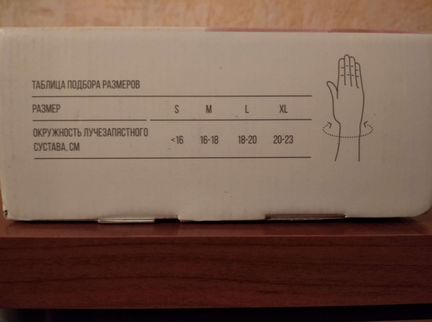 ТАБЛИЦА ПОДБОРА РАЗМЕРОВ
РАЗМЕР S M L XL
ОКРУЖНОСТЬ ЛУЧЕЗАПЯСТНОГО
СУСТАВА, СМ <16 16-18 18-20 20-23